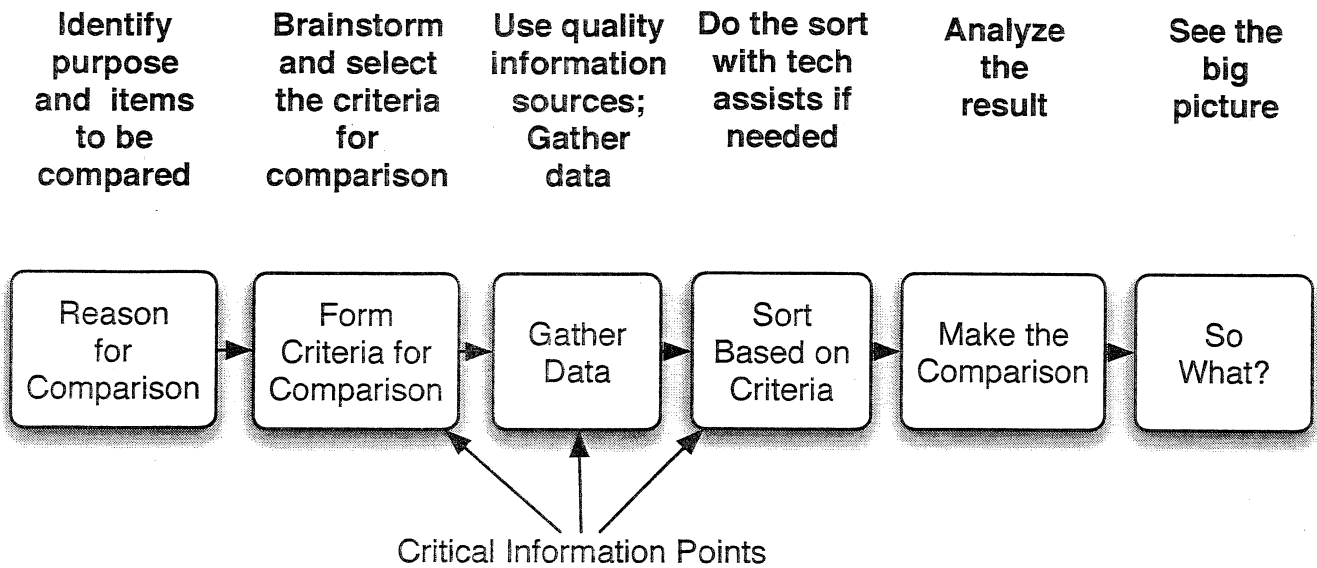 Identify
purpose
and items
to be
compared
Brainstorm
and select
the criteria
for
comparison
Use quality
information
sources;
Gather
data
Do the sort
with tech
assists if
needed
Analyze
the
result
See the
big
picture
Reason
for
Comparison
Form
Criteria for
Comparison
Gather
Data
Sort
Based on
Criteria
Make the
Comparison
So
What?
Critical Information Points